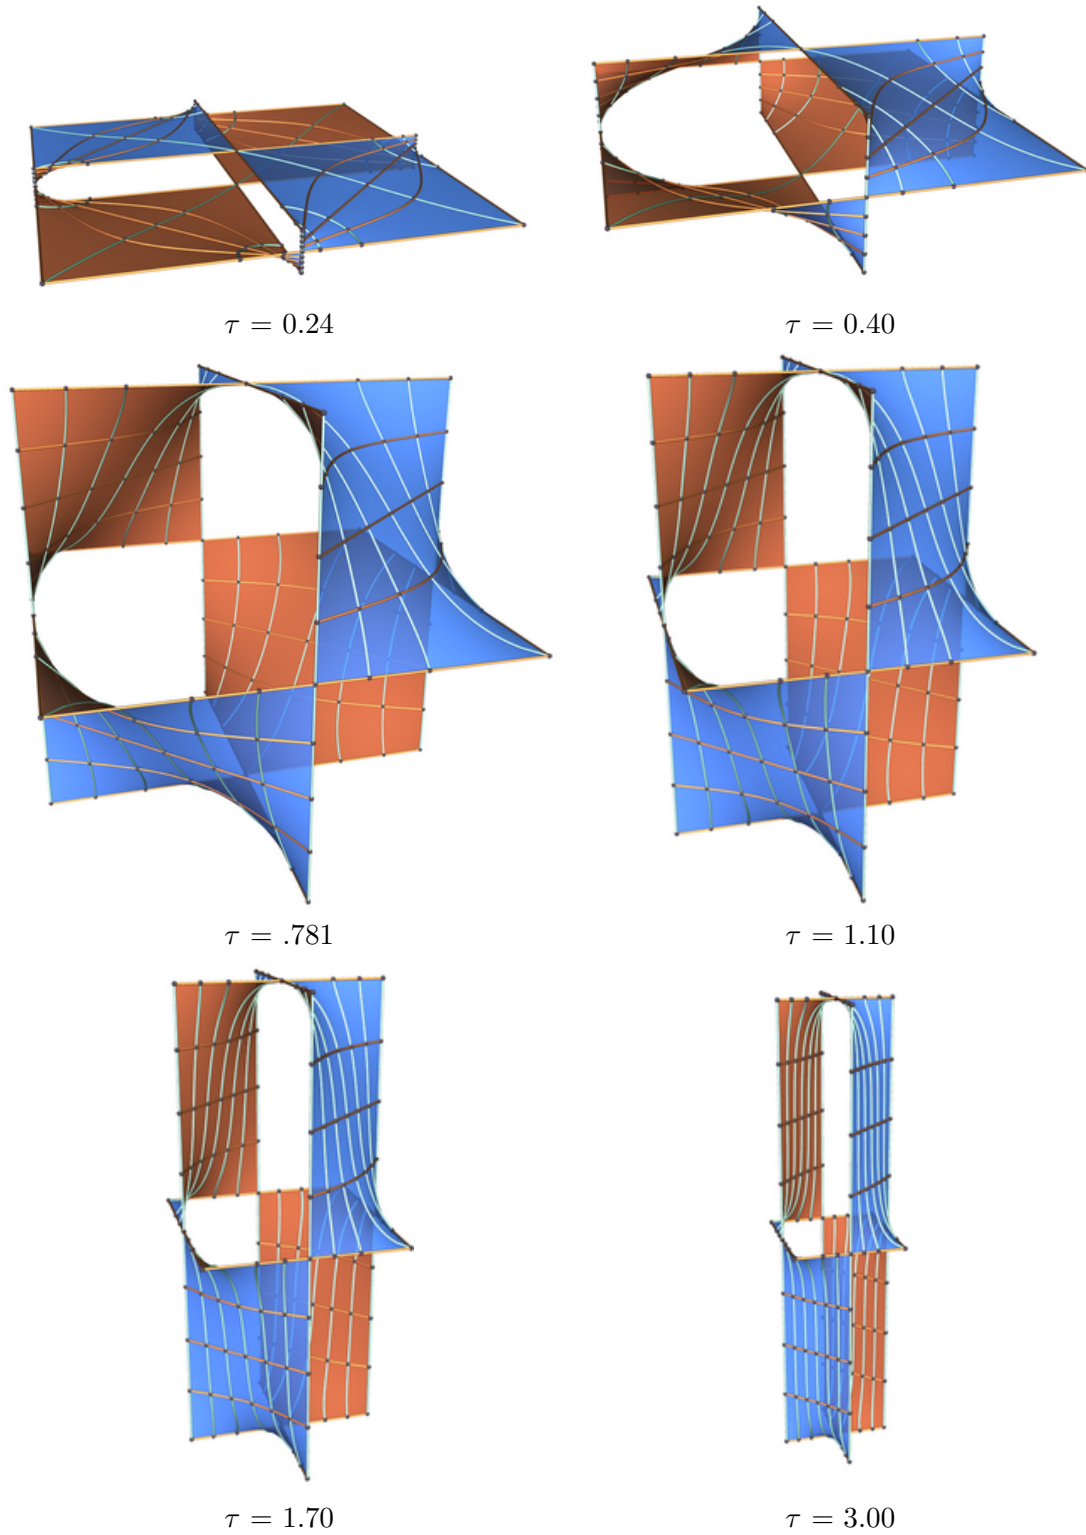 τ = 0.24
τ = 0.40
τ = .781
τ = 1.10
τ = 1.70
τ = 3.00